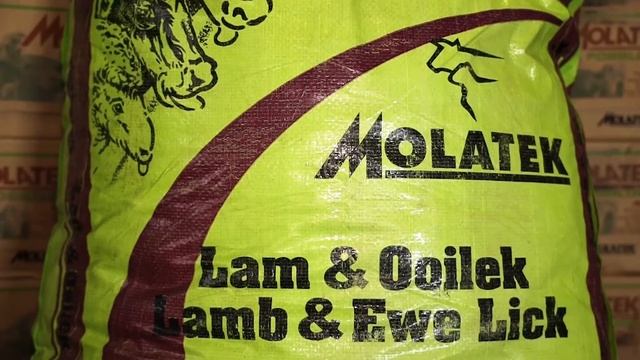 MOLATEK
Lam & Ooilek
Lamb & Ewe Lick